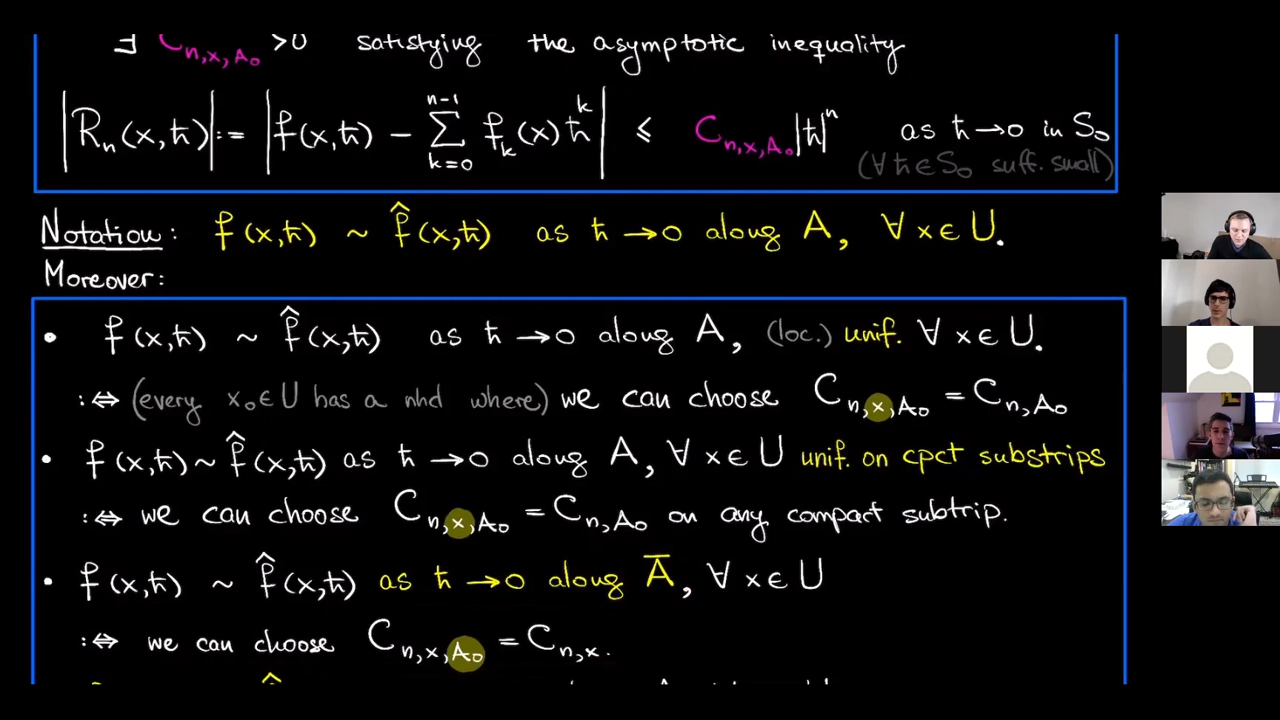 ∃ C_{n,x,A₀} >0 satisfying the asymptotic inequality
|R_n(x,ħ)| := |f(x,ħ) − ∑_{k=0}^{n-1} f_k(x) ħ^k| ≤ C_{n,x,A₀} |ħ|^n as ħ→0 in S₀
(∀ħ∈S₀ suff. small)
Notation: f(x,ħ) ~ f̂(x,ħ) as ħ→0 along A, ∀x∈U.
Moreover:
• f(x,ħ) ~ f̂(x,ħ) as ħ→0 along A, (loc.) unif. ∀x∈U.
:⇔ (every x₀∈U has a nhd where) we can choose C_{n,x,A₀} = C_{n,A₀}
• f(x,ħ) ~ f̂(x,ħ) as ħ→0 along A, ∀x∈U unif. on cpct substrips
:⇔ we can choose C_{n,x,A₀} = C_{n,A₀} on any compact subtrip.
• f(x,ħ) ~ f̂(x,ħ) as ħ→0 along A̅, ∀x∈U
:⇔ we can choose C_{n,x,A₀} = C_{n,x}.